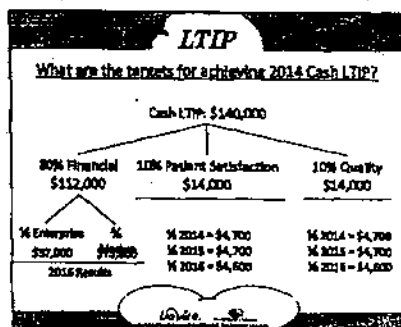 LTIP
What are the targets for achieving 2014 Cash LTIP?
Cash LTIP: $140,000
80% Financial 10% Patient Satisfaction 10% Quality
$112,000 $14,000 $14,000
⅓ 2014 = $4,700 ⅓ 2014 = $4,700
⅓ 2015 = $4,700 ⅓ 2015 = $4,700
⅓ 2016 = $4,600 ⅓ 2016 = $4,600
2016 Results